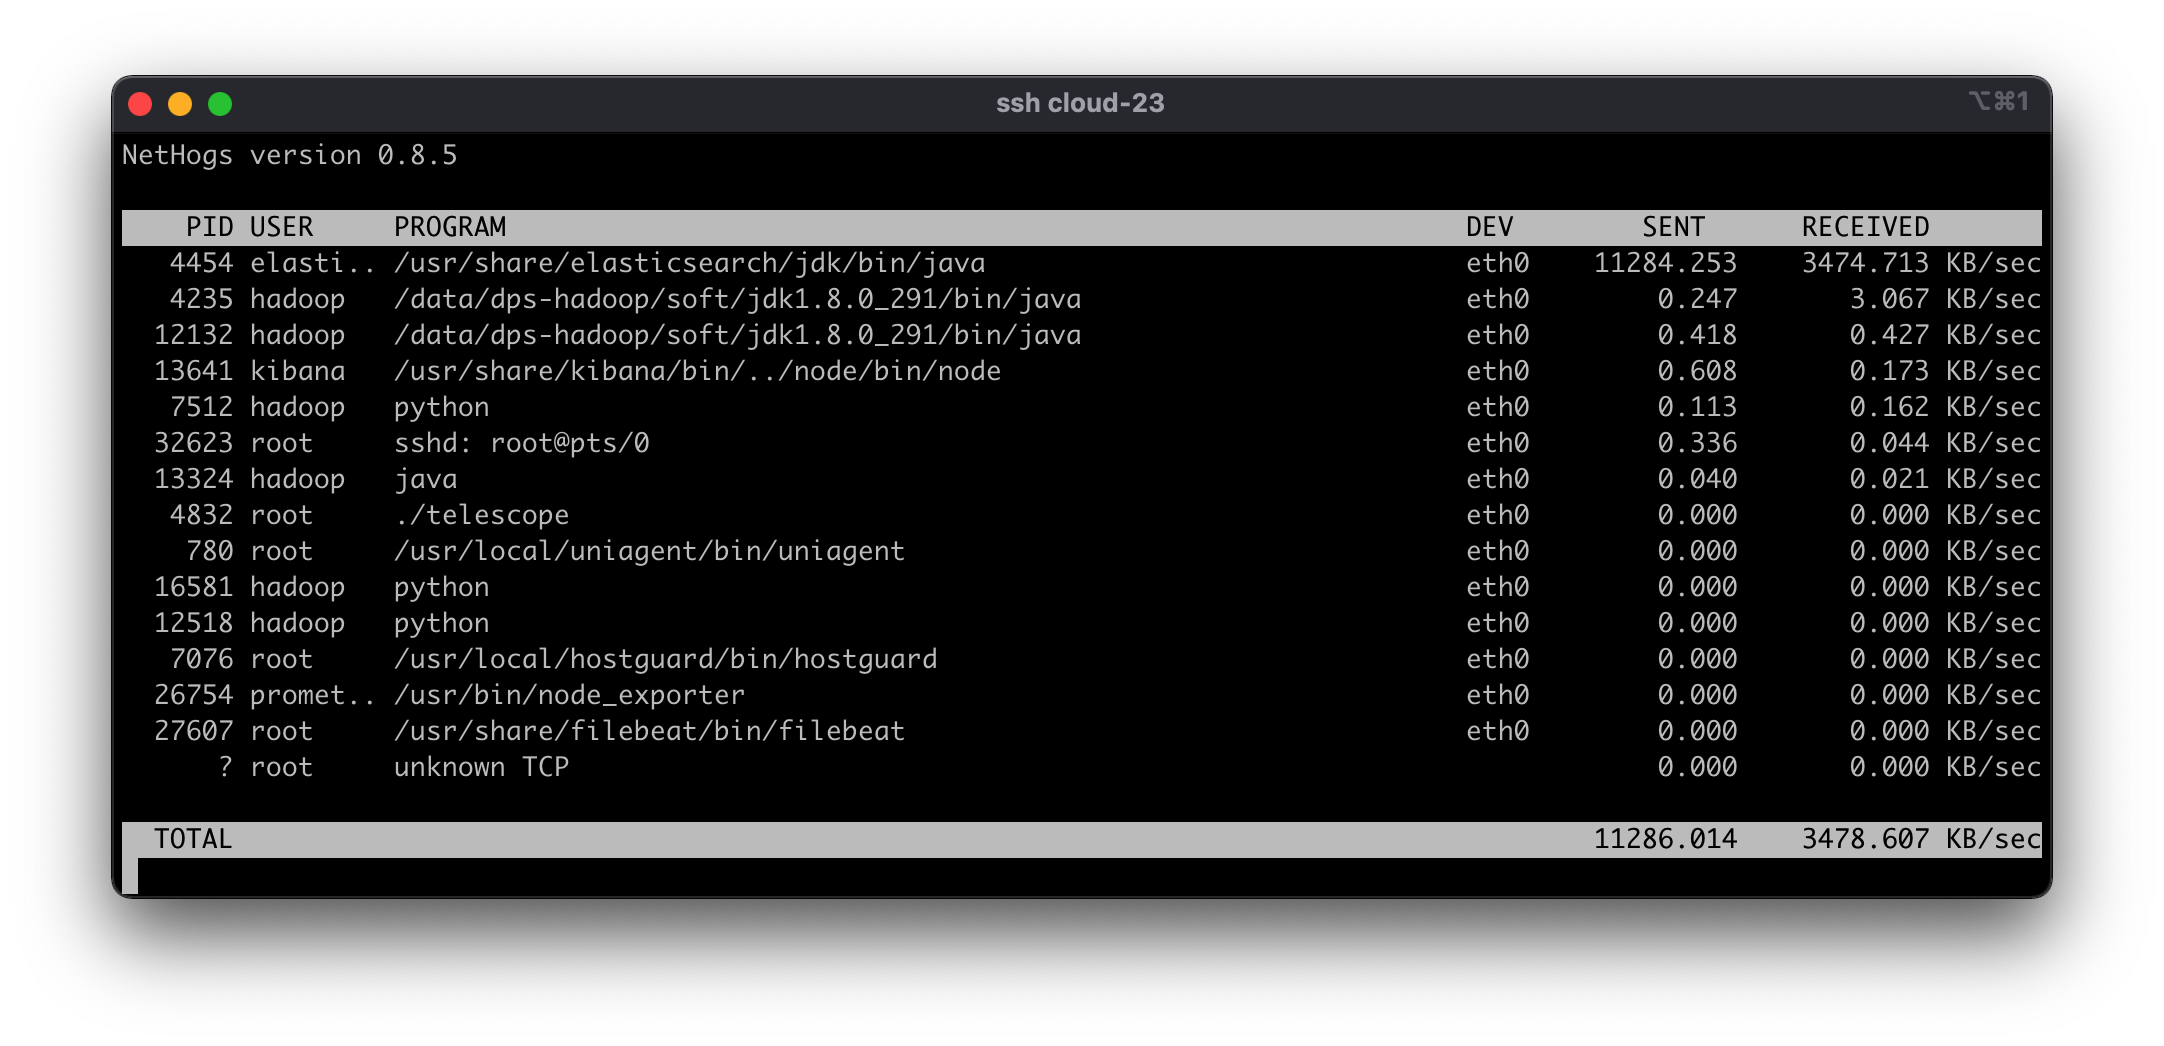 ssh cloud-23 ⌥⌘1
NetHogs version 0.8.5
PID USER PROGRAM DEV SENT RECEIVED
4454 elasti.. /usr/share/elasticsearch/jdk/bin/java eth0 11284.253 3474.713 KB/sec
4235 hadoop /data/dps-hadoop/soft/jdk1.8.0_291/bin/java eth0 0.247 3.067 KB/sec
12132 hadoop /data/dps-hadoop/soft/jdk1.8.0_291/bin/java eth0 0.418 0.427 KB/sec
13641 kibana /usr/share/kibana/bin/../node/bin/node eth0 0.608 0.173 KB/sec
7512 hadoop python eth0 0.113 0.162 KB/sec
32623 root sshd: root@pts/0 eth0 0.336 0.044 KB/sec
13324 hadoop java eth0 0.040 0.021 KB/sec
4832 root ./telescope eth0 0.000 0.000 KB/sec
780 root /usr/local/uniagent/bin/uniagent eth0 0.000 0.000 KB/sec
16581 hadoop python eth0 0.000 0.000 KB/sec
12518 hadoop python eth0 0.000 0.000 KB/sec
7076 root /usr/local/hostguard/bin/hostguard eth0 0.000 0.000 KB/sec
26754 promet.. /usr/bin/node_exporter eth0 0.000 0.000 KB/sec
27607 root /usr/share/filebeat/bin/filebeat eth0 0.000 0.000 KB/sec
? root unknown TCP 0.000 0.000 KB/sec
TOTAL 11286.014 3478.607 KB/sec